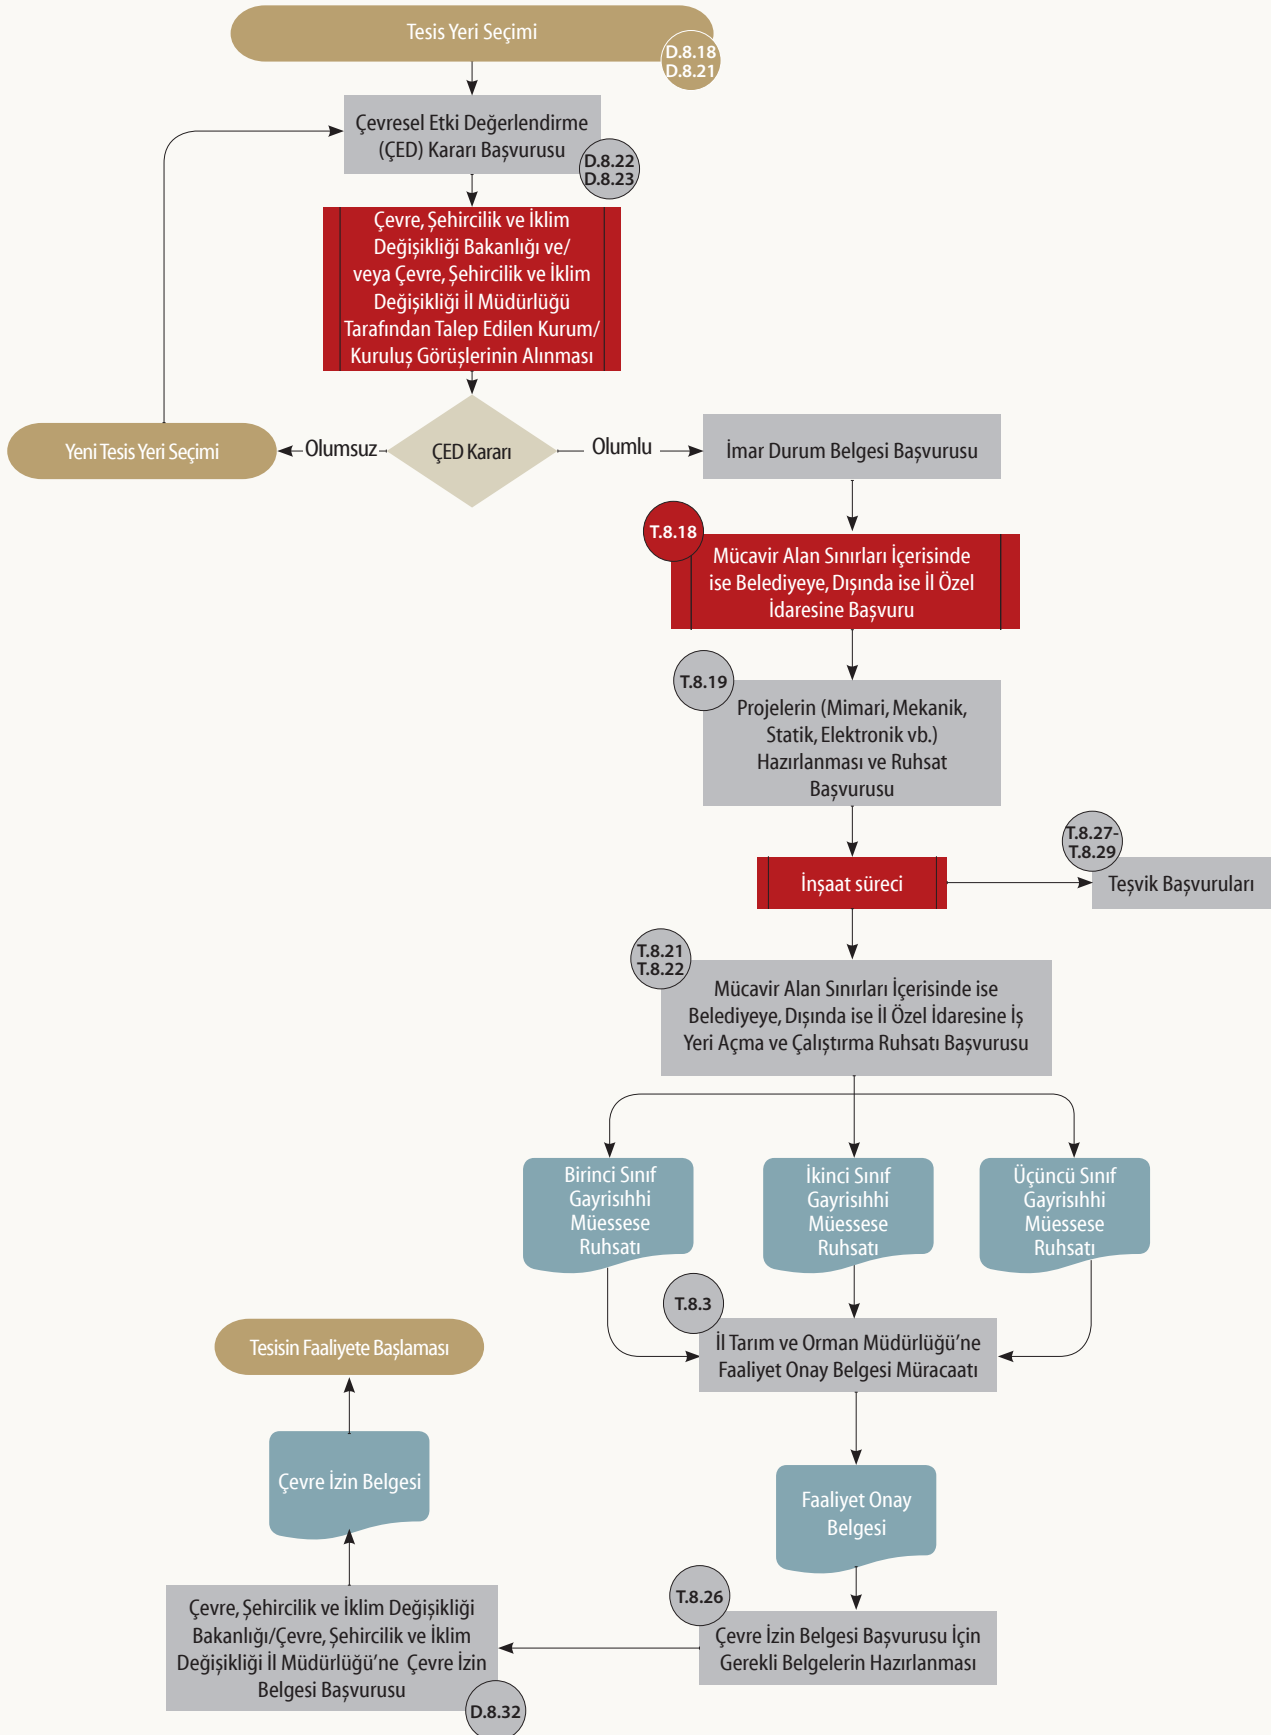 Tesis Yeri Seçimi
D.8.18
D.8.21
Çevresel Etki Değerlendirme
(ÇED) Kararı Başvurusu
D.8.22
D.8.23
Çevre, Şehircilik ve İklim
Değişikliği Bakanlığı ve/
veya Çevre, Şehircilik ve İklim
Değişikliği İl Müdürlüğü
Tarafından Talep Edilen Kurum/
Kuruluş Görüşlerinin Alınması
Yeni Tesis Yeri Seçimi
Olumsuz
ÇED Kararı
Olumlu
İmar Durum Belgesi Başvurusu
T.8.18
Mücavir Alan Sınırları İçerisinde
ise Belediyeye, Dışında ise İl Özel
İdaresine Başvuru
T.8.19
Projelerin (Mimari, Mekanik,
Statik, Elektronik vb.)
Hazırlanması ve Ruhsat
Başvurusu
İnşaat süreci
T.8.27-
T.8.29
Teşvik Başvuruları
T.8.21
T.8.22
Mücavir Alan Sınırları İçerisinde ise
Belediyeye, Dışında ise İl Özel İdaresine İş
Yeri Açma ve Çalıştırma Ruhsatı Başvurusu
Birinci Sınıf
Gayrisıhhi
Müessese
Ruhsatı
İkinci Sınıf
Gayrisıhhi
Müessese
Ruhsatı
Üçüncü Sınıf
Gayrisıhhi
Müessese
Ruhsatı
T.8.3
İl Tarım ve Orman Müdürlüğü’ne
Faaliyet Onay Belgesi Müracaatı
Tesisin Faaliyete Başlaması
Çevre İzin Belgesi
Faaliyet Onay
Belgesi
T.8.26
Çevre İzin Belgesi Başvurusu İçin
Gerekli Belgelerin Hazırlanması
Çevre, Şehircilik ve İklim Değişikliği
Bakanlığı/Çevre, Şehircilik ve İklim
Değişikliği İl Müdürlüğü’ne Çevre İzin
Belgesi Başvurusu
D.8.32